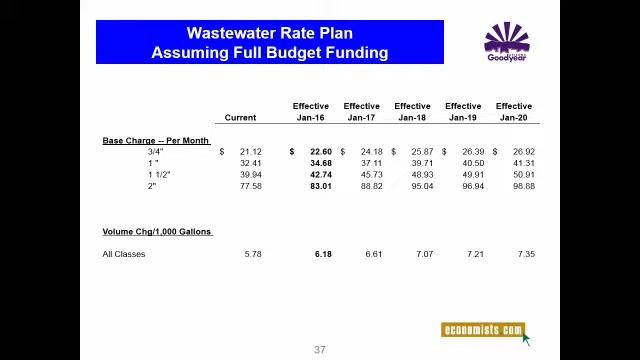 Wastewater Rate Plan
Assuming Full Budget Funding
Goodyear
Effective Effective Effective Effective Effective
Current Jan-16 Jan-17 Jan-18 Jan-19 Jan-20
Base Charge -- Per Month
3/4" $ 21.12 $ 22.60 $ 24.18 $ 25.87 $ 26.39 $ 26.92
1 " 32.41 34.68 37.11 39.71 40.50 41.31
1 1/2" 39.94 42.74 45.73 48.93 49.91 50.91
2" 77.58 83.01 88.82 95.04 96.94 98.88
Volume Chg/1,000 Gallons
All Classes 5.78 6.18 6.61 7.07 7.21 7.35
economists.com
37